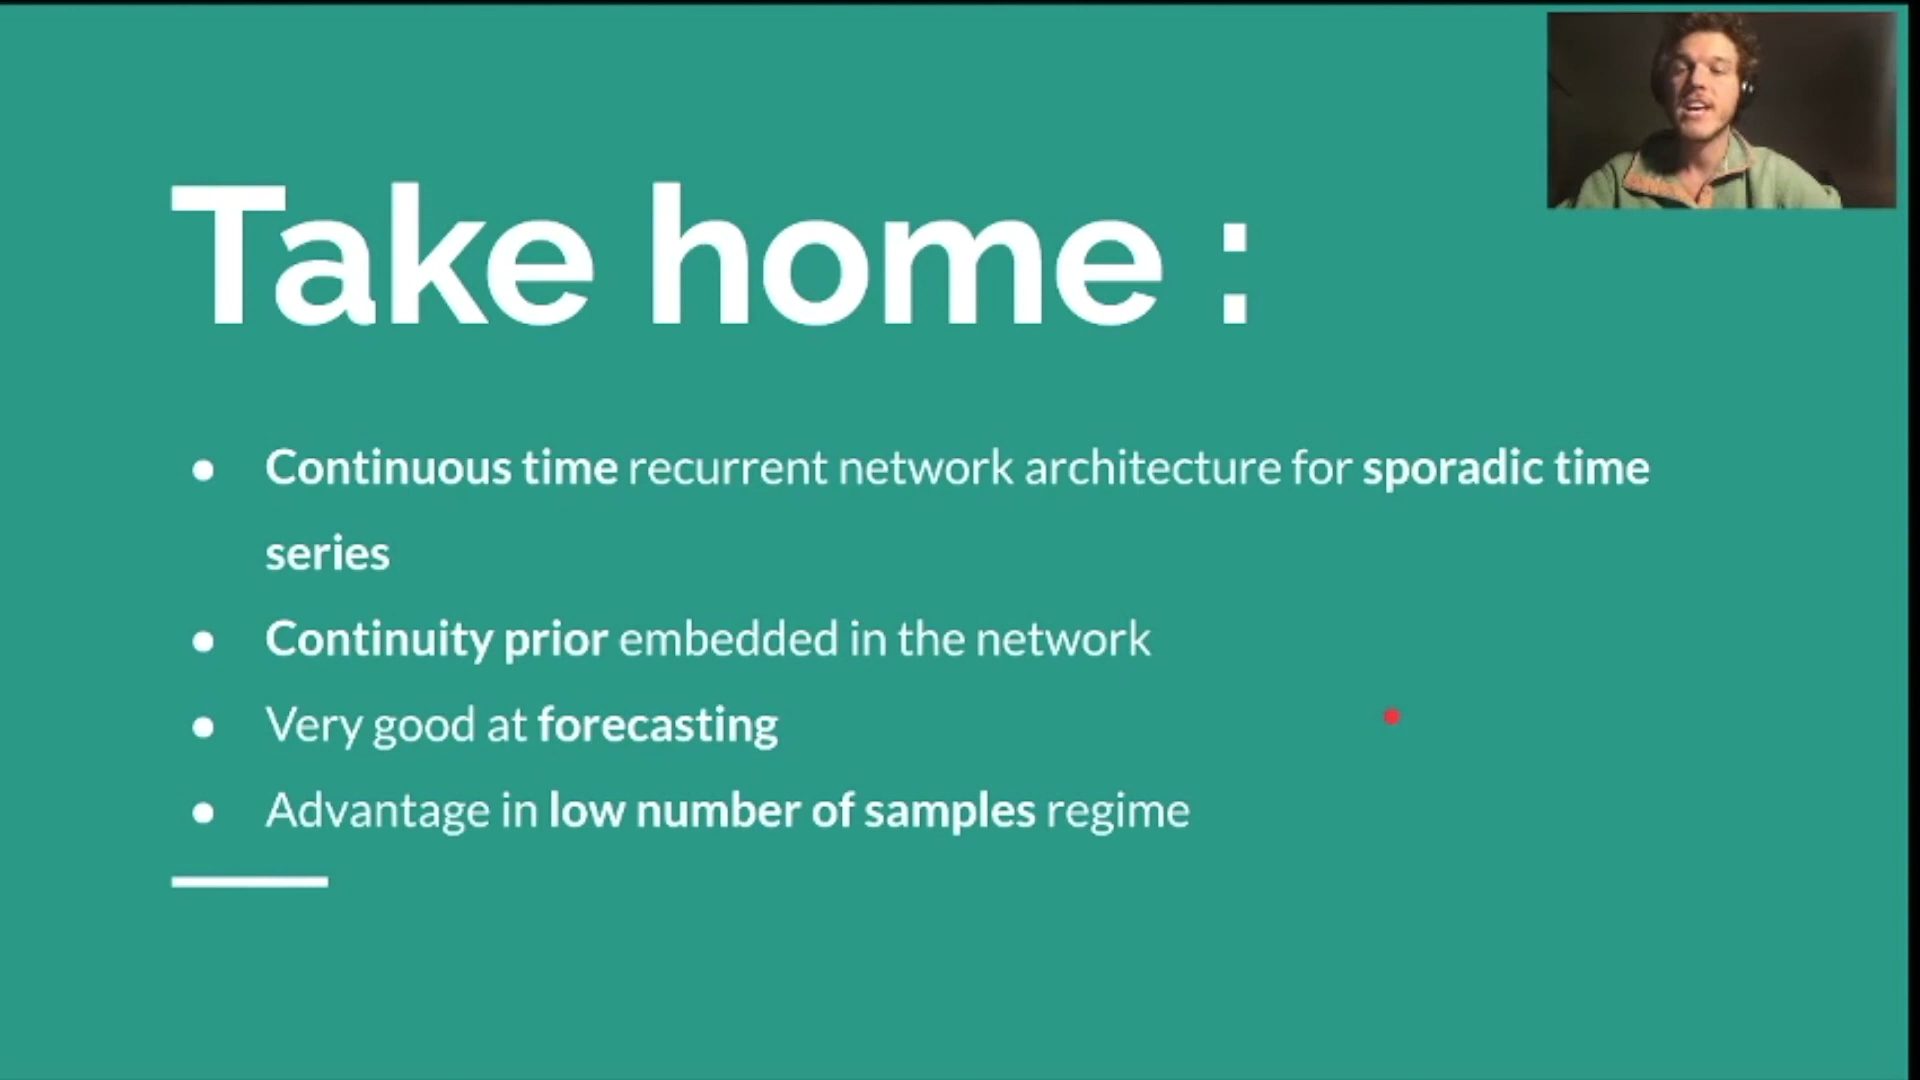 Take home :
● Continuous time recurrent network architecture for sporadic time
series
● Continuity prior embedded in the network
● Very good at forecasting
● Advantage in low number of samples regime